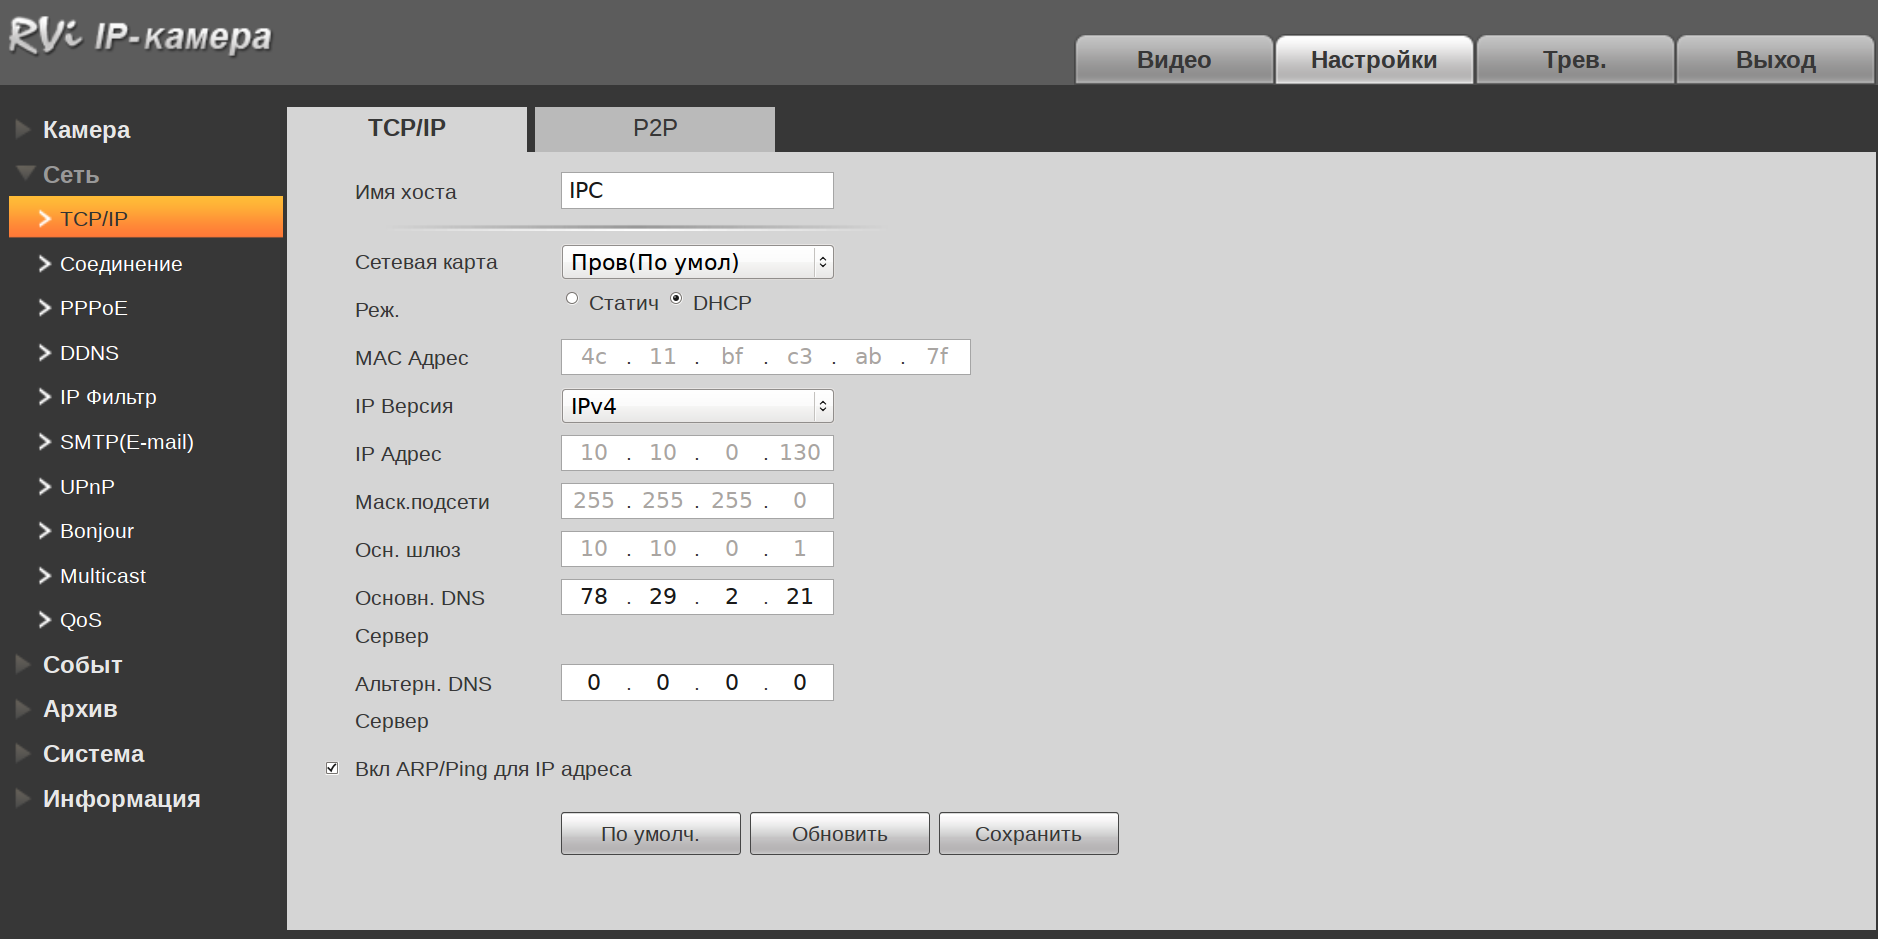 RVi IP-камера
Видео
Настройки
Трев.
Выход
Камера
Сеть
TCP/IP
Соединение
PPPoE
DDNS
IP Фильтр
SMTP(E-mail)
UPnP
Bonjour
Multicast
QoS
Событ
Архив
Система
Информация
TCP/IP
P2P
Имя хоста IPC
Сетевая карта Пров(По умол)
Реж. Статич DHCP
MAC Адрес 4c . 11 . bf . c3 . ab . 7f
IP Версия IPv4
IP Адрес 10 . 10 . 0 . 130
Маск.подсети 255 . 255 . 255 . 0
Осн. шлюз 10 . 10 . 0 . 1
Основн. DNS 78 . 29 . 2 . 21
Сервер
Альтерн. DNS 0 . 0 . 0 . 0
Сервер
Вкл ARP/Ping для IP адреса
По умолч.
Обновить
Сохранить